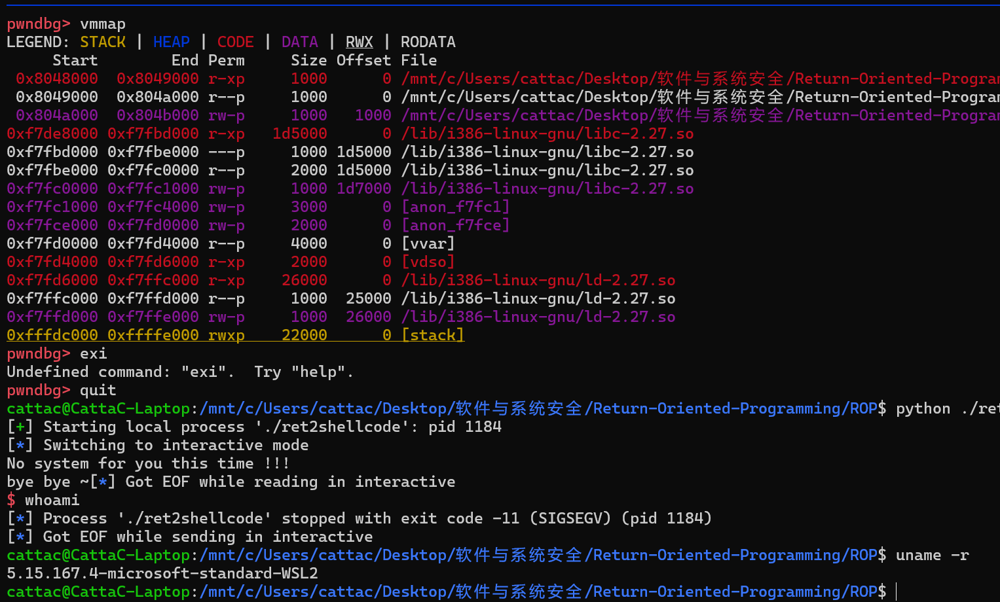 pwndbg> vmmap
LEGEND: STACK | HEAP | CODE | DATA | RWX | RODATA
     Start        End Perm     Size Offset File
 0x8048000  0x8049000 r-xp     1000      0 /mnt/c/Users/cattac/Desktop/软件与系统安全/Return-Oriented-Program
 0x8049000  0x804a000 r--p     1000      0 /mnt/c/Users/cattac/Desktop/软件与系统安全/Return-Oriented-Program
 0x804a000  0x804b000 rw-p     1000   1000 /mnt/c/Users/cattac/Desktop/软件与系统安全/Return-Oriented-Program
0xf7de8000 0xf7fbd000 r-xp   1d5000      0 /lib/i386-linux-gnu/libc-2.27.so
0xf7fbd000 0xf7fbe000 ---p     1000 1d5000 /lib/i386-linux-gnu/libc-2.27.so
0xf7fbe000 0xf7fc0000 r--p     2000 1d5000 /lib/i386-linux-gnu/libc-2.27.so
0xf7fc0000 0xf7fc1000 rw-p     1000 1d7000 /lib/i386-linux-gnu/libc-2.27.so
0xf7fc1000 0xf7fc4000 rw-p     3000      0 [anon_f7fc1]
0xf7fce000 0xf7fd0000 rw-p     2000      0 [anon_f7fce]
0xf7fd0000 0xf7fd4000 r--p     4000      0 [vvar]
0xf7fd4000 0xf7fd6000 r-xp     2000      0 [vdso]
0xf7fd6000 0xf7ffc000 r-xp    26000      0 /lib/i386-linux-gnu/ld-2.27.so
0xf7ffc000 0xf7ffd000 r--p     1000  25000 /lib/i386-linux-gnu/ld-2.27.so
0xf7ffd000 0xf7ffe000 rw-p     1000  26000 /lib/i386-linux-gnu/ld-2.27.so
0xfffdc000 0xffffe000 rwxp    22000      0 [stack]
pwndbg> exi
Undefined command: "exi".  Try "help".
pwndbg> quit
cattac@CattaC-Laptop:/mnt/c/Users/cattac/Desktop/软件与系统安全/Return-Oriented-Programming/ROP$ python ./ret
[+] Starting local process './ret2shellcode': pid 1184
[*] Switching to interactive mode
No system for you this time !!!
bye bye ~[*] Got EOF while reading in interactive
$ whoami
[*] Process './ret2shellcode' stopped with exit code -11 (SIGSEGV) (pid 1184)
[*] Got EOF while sending in interactive
cattac@CattaC-Laptop:/mnt/c/Users/cattac/Desktop/软件与系统安全/Return-Oriented-Programming/ROP$ uname -r
5.15.167.4-microsoft-standard-WSL2
cattac@CattaC-Laptop:/mnt/c/Users/cattac/Desktop/软件与系统安全/Return-Oriented-Programming/ROP$